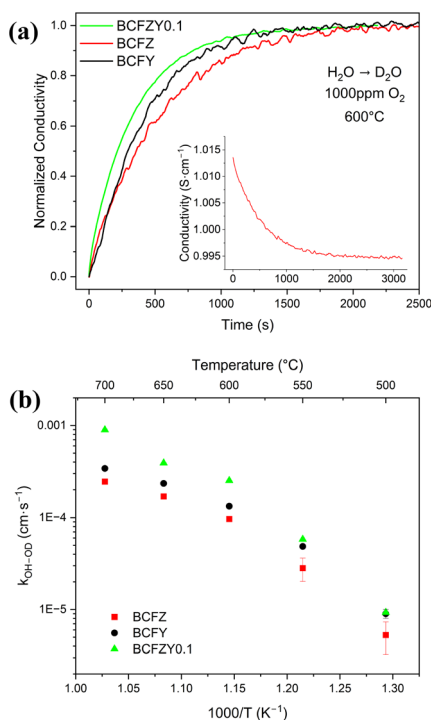 (a)
BCFZY0.1
BCFZ
BCFY
H₂O → D₂O
1000ppm O₂
600°C
Normalized Conductivity
1.0
0.8
0.6
0.4
0.2
0.0
Conductivity (S·cm⁻¹)
1.015
1.010
1.005
1.000
0.995
0 1000 2000 3000
Time (s)
0 500 1000 1500 2000 2500
Time (s)
(b)
Temperature (°C)
700 650 600 550 500
k_OH−OD (cm·s⁻¹)
0.001
1E-4
1E-5
BCFZ
BCFY
BCFZY0.1
1.00 1.05 1.10 1.15 1.20 1.25 1.30
1000/T (K⁻¹)